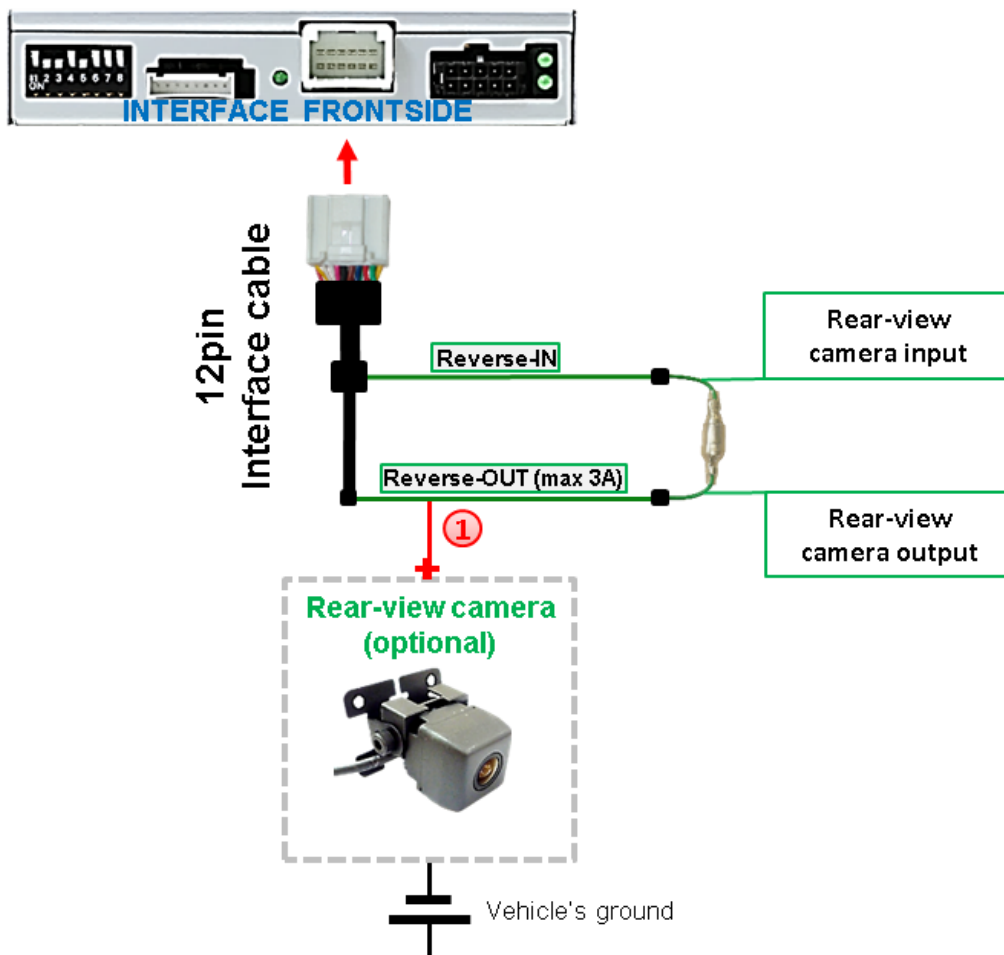 ON 1 2 3 4 5 6 7 8
INTERFACE FRONTSIDE
12pin
Interface cable
Reverse-IN
Rear-view
camera input
Reverse-OUT (max 3A)
Rear-view
camera output
1
Rear-view camera
(optional)
Vehicle's ground